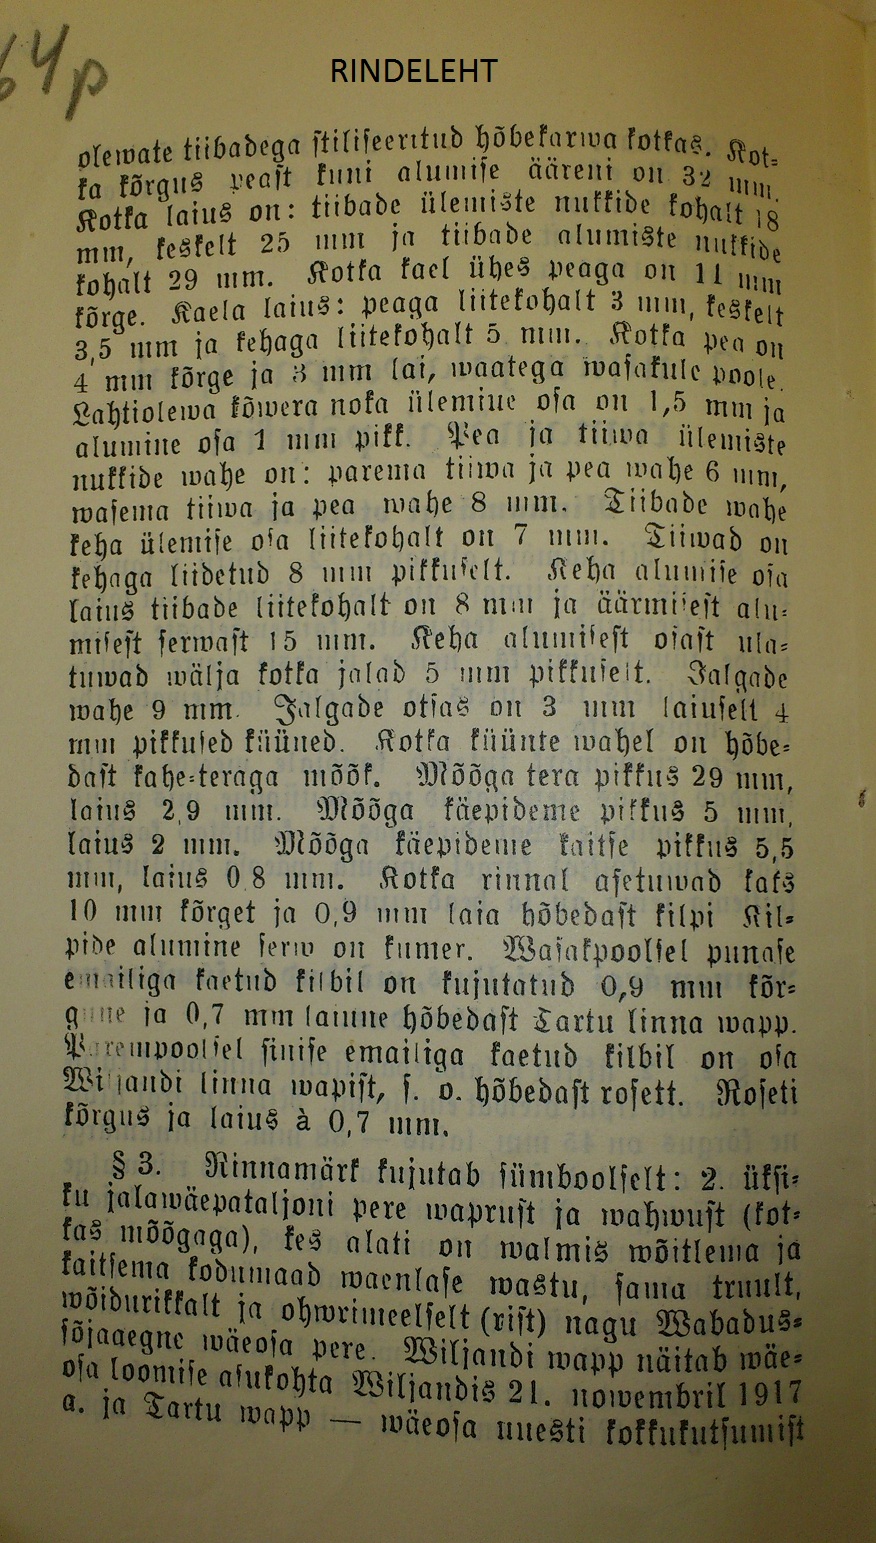 64p
RINDELEHT
olewate tiibadega stiliseeritud hõbekarwa kotkas. Kot-
ka kõrgus peast kuni alumise ääreni on 32 mm.
Kotka laius on: tiibade ülemiste nukkide kohalt 18
mm, keskelt 25 mm ja tiibade alumiste nukkide
kohalt 29 mm. Kotka kael ühes peaga on 11 mm
kõrge. Kaela laius: peaga liitekohalt 3 mm, keskelt
3,5 mm ja kehaga liitekohalt 5 mm. Kotka pea on
4 mm kõrge ja 3 mm lai, waatega wasakule poole.
Lahtiolewa kõwera noka ülemine osa on 1,5 mm ja
alumine osa 1 mm pikk. Pea ja tiiwa ülemiste
nukkide wahe on: parema tiiwa ja pea wahe 6 mm,
wasema tiiwa ja pea wahe 8 mm. Tiibade wahe
keha ülemise osa liitekohalt on 7 mm. Tiiwad on
kehaga liidetud 8 mm pikkuselt. Keha alumise osa
laius tiibade liitekohalt on 8 mm ja äärmisest alu-
misest serwast 15 mm. Keha alumisest osast ula-
tuwad wälja kotka jalad 5 mm pikkuselt. Jalgade
wahe 9 mm. Jalgade otsas on 3 mm laiuselt 4
mm pikkused küüned. Kotka küünte wahel on hõbe-
dast kahe-teraga mõõk. Mõõga tera pikkus 29 mm,
laius 2,9 mm. Mõõga käepideme pikkus 5 mm,
laius 2 mm. Mõõga käepideme kaitse pikkus 5,5
mm, laius 0,8 mm. Kotka rinnal asetuwad kaks
10 mm kõrget ja 0,9 mm laia hõbedast kilpi Kil-
pide alumine serw on kumer. Wasakpoolsel punase
emailiga kaetud kilbil on kujutatud 0,9 mm kõr-
gune ja 0,7 mm laiune hõbedast Tartu linna wapp.
Parempoolsel sinise emailiga kaetud kilbil on osa
Wiljandi linna wapist, s. o. hõbedast rosett. Roseti
kõrgus ja laius à 0,7 mm.
§ 3. Rinnamärk kujutab sümboolselt: 2. üksi-
ku jalawäepataljoni pere waprust ja wahwust (kot-
kas mõõgaga), kes alati on walmis wõitlema ja
kaitsema kodumaad waenlase wastu, sama truult,
wõidurikkalt ja ohwrimeelselt (rist) nagu Wabadus-
sõjaaegne wäeosa pere. Wiljandi wapp näitab wäe-
osa loomise asukohta Wiljandis 21. nowembril 1917
a. ja Tartu wapp — wäeosa uuesti kokkukutsumist